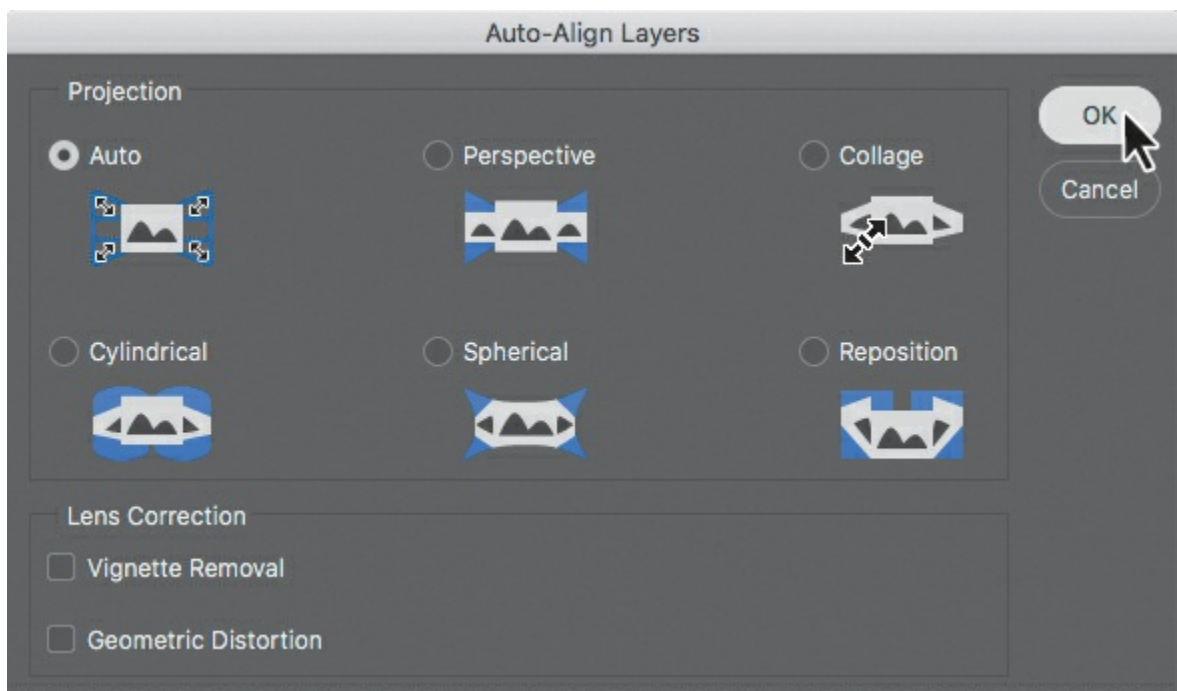 Auto-Align Layers
Projection
Auto
Perspective
Collage
OK
Cancel
Cylindrical
Spherical
Reposition
Lens Correction
Vignette Removal
Geometric Distortion